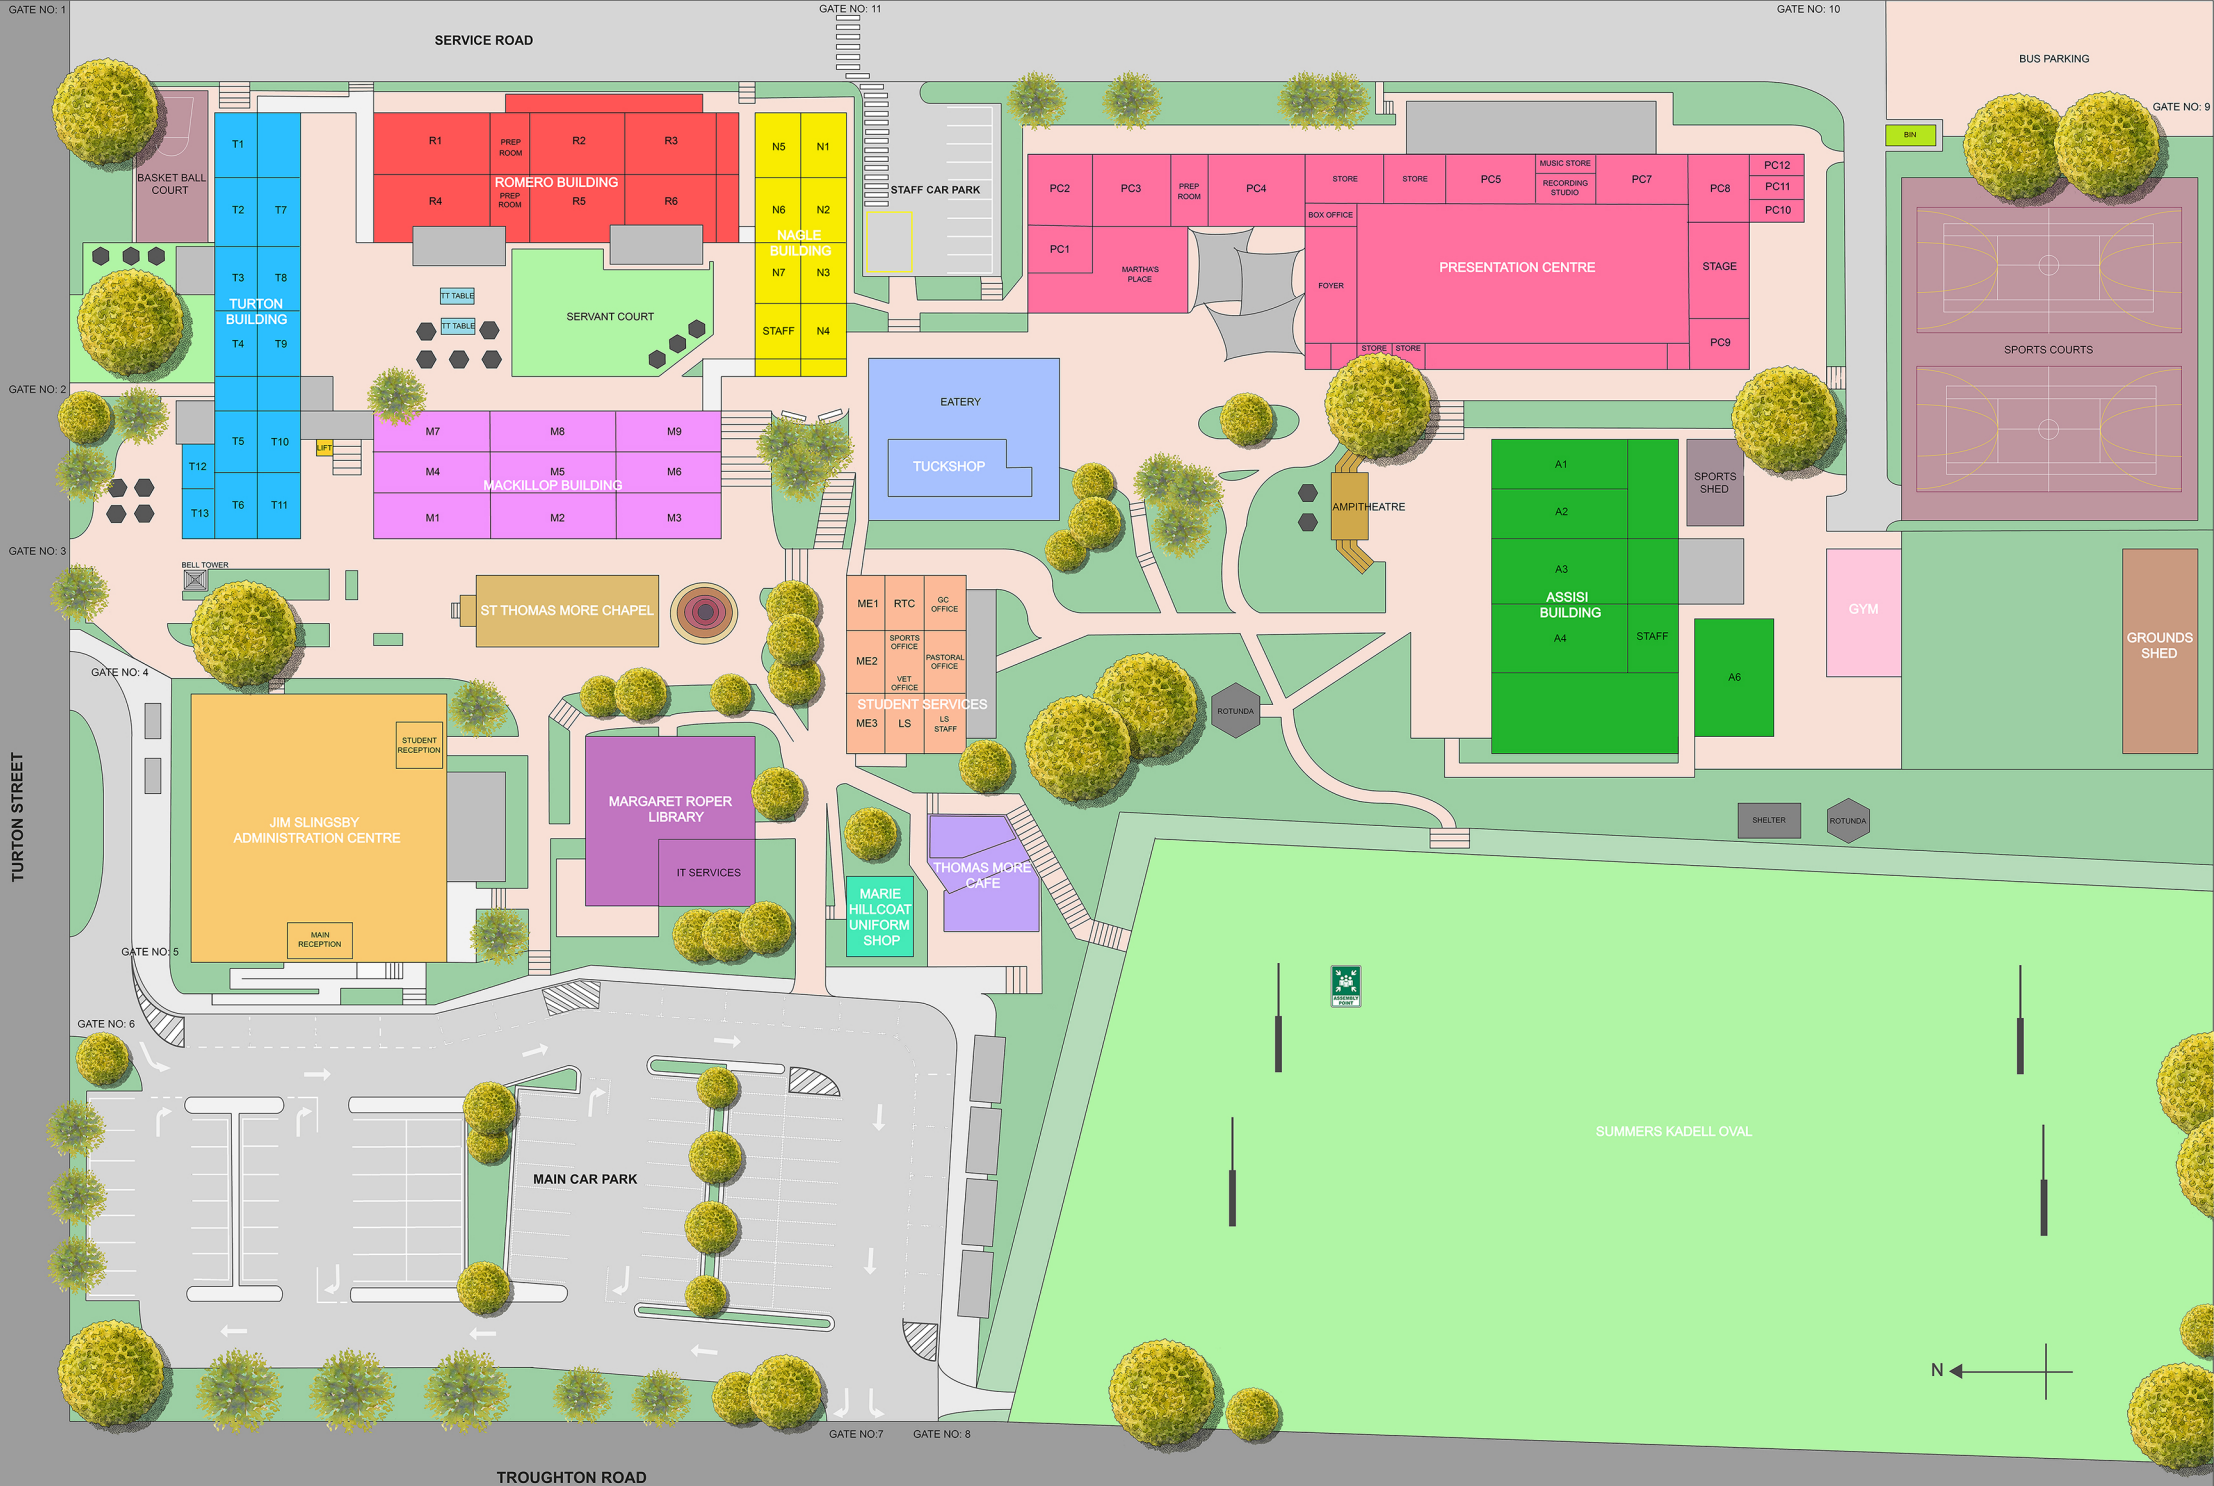 GATE NO: 1
GATE NO: 11
GATE NO: 10
SERVICE ROAD
BUS PARKING
GATE NO: 9
BIN
T1
T2
T7
T3
T8
TURTON
BUILDING
T4
T9
T5
T10
T12
T6
T11
T13
BASKET BALL
COURT
R1
PREP
ROOM
R2
R3
ROMERO BUILDING
R4
PREP
ROOM
R5
R6
N5
N1
N6
N2
NAGLE
BUILDING
N7
N3
STAFF
N4
STAFF CAR PARK
TT TABLE
TT TABLE
SERVANT COURT
PC2
PC3
PREP
ROOM
PC4
STORE
STORE
PC5
MUSIC STORE
RECORDING
STUDIO
PC7
PC8
PC12
PC11
PC10
BOX OFFICE
PC1
MARTHA'S
PLACE
FOYER
PRESENTATION CENTRE
STAGE
STORE
STORE
PC9
SPORTS COURTS
GATE NO: 2
LIFT
M7
M8
M9
M4
M5
M6
MACKILLOP BUILDING
M1
M2
M3
EATERY
TUCKSHOP
AMPITHEATRE
A1
A2
A3
ASSISI
BUILDING
A4
STAFF
SPORTS
SHED
A6
GYM
GROUNDS
SHED
GATE NO: 3
BELL TOWER
ST THOMAS MORE CHAPEL
ME1
RTC
GC
OFFICE
ME2
SPORTS
OFFICE
PASTORAL
OFFICE
VET
OFFICE
STUDENT SERVICES
ME3
LS
LS
STAFF
GATE NO: 4
ROTUNDA
STUDENT
RECEPTION
JIM SLINGSBY
ADMINISTRATION CENTRE
MAIN
RECEPTION
MARGARET ROPER
LIBRARY
IT SERVICES
MARIE
HILLCOAT
UNIFORM
SHOP
THOMAS MORE
CAFE
SHELTER
ROTUNDA
TURTON STREET
GATE NO: 5
GATE NO: 6
ASSEMBLY
POINT
MAIN CAR PARK
SUMMERS KADELL OVAL
N
GATE NO:7
GATE NO: 8
TROUGHTON ROAD